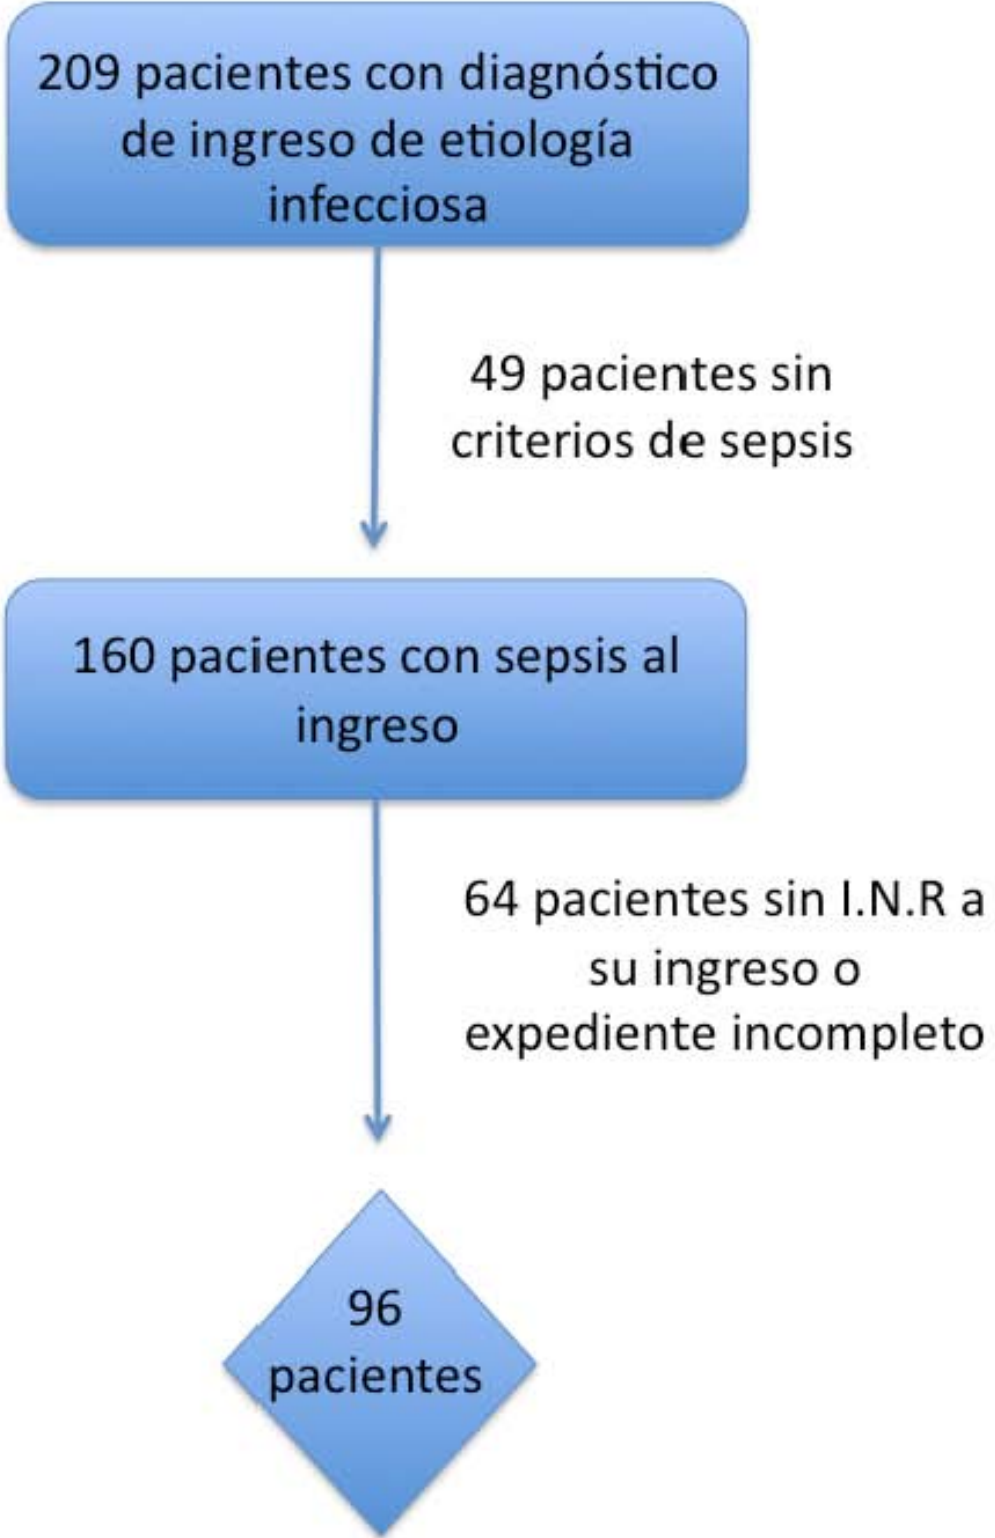 209 pacientes con diagnóstico
de ingreso de etiología
infecciosa
49 pacientes sin
criterios de sepsis
160 pacientes con sepsis al
ingreso
64 pacientes sin I.N.R a
su ingreso o
expediente incompleto
96
pacientes